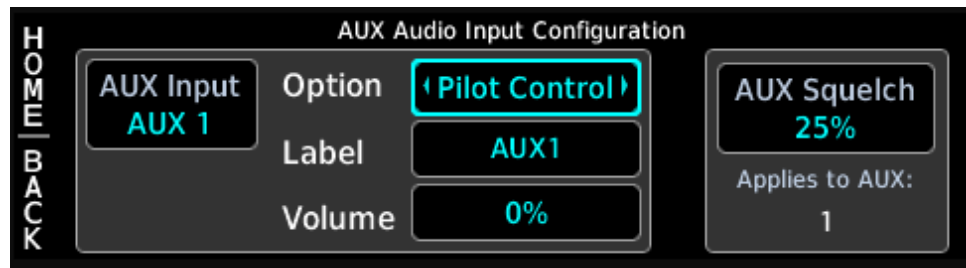 AUX Audio Input Configuration
HOME
BACK
AUX Input
AUX 1
Option
Pilot Control
Label
AUX1
Volume
0%
AUX Squelch
25%
Applies to AUX:
1